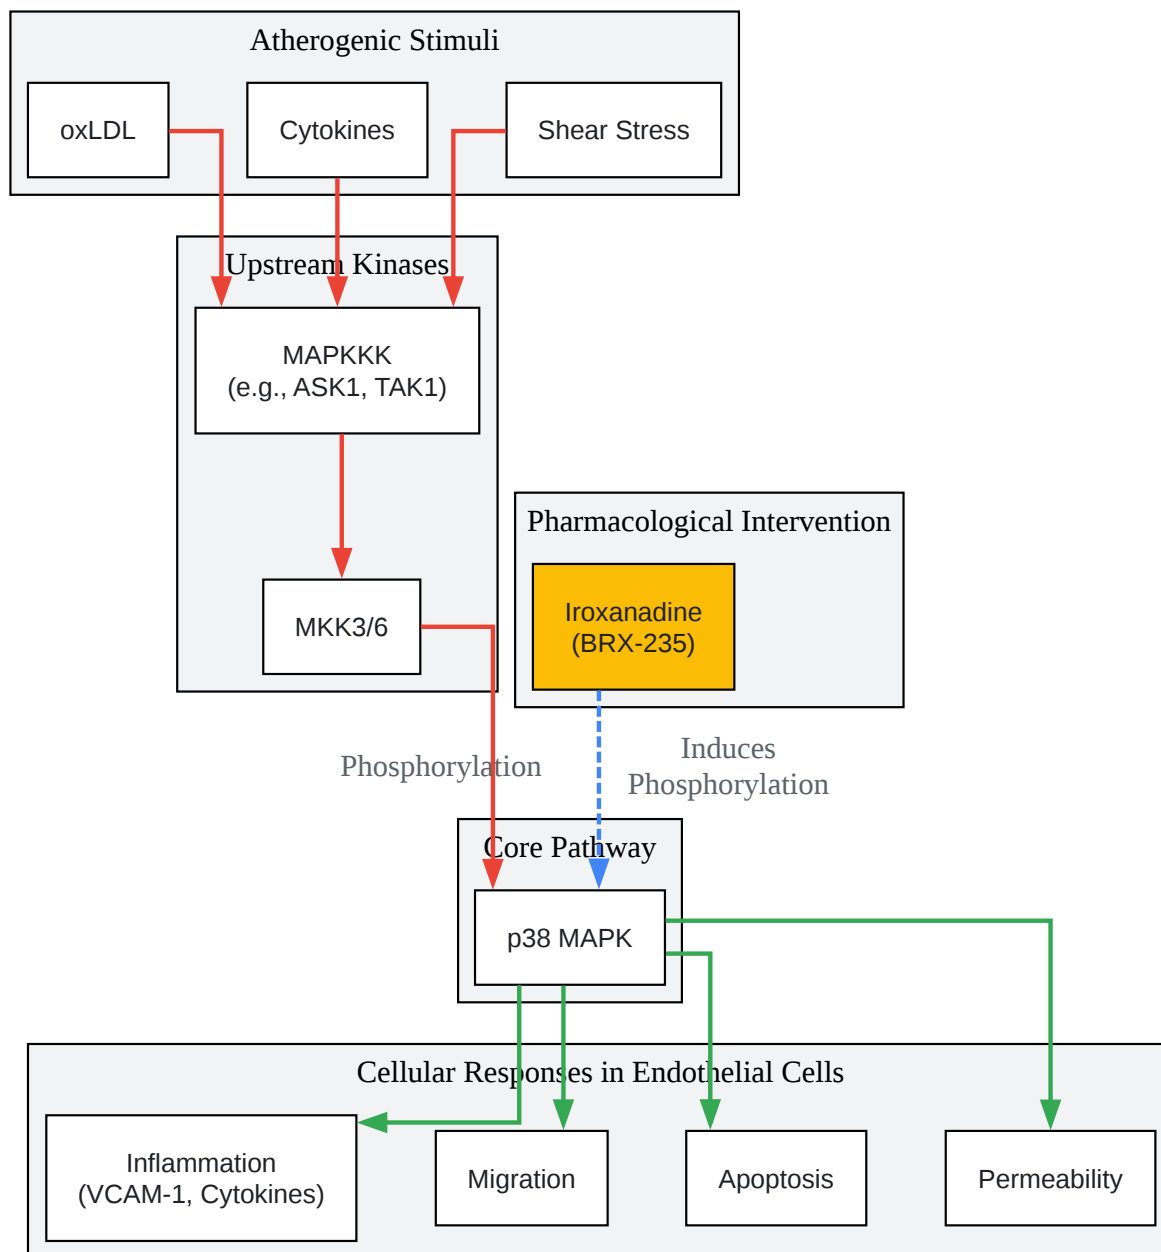 Atherogenic Stimuli
oxLDL
Cytokines
Shear Stress
Upstream Kinases
MAPKKK
(e.g., ASK1, TAK1)
Pharmacological Intervention
Iroxanadine
(BRX-235)
MKK3/6
Phosphorylation
Induces
Phosphorylation
Core Pathway
p38 MAPK
Cellular Responses in Endothelial Cells
Inflammation
(VCAM-1, Cytokines)
Migration
Apoptosis
Permeability